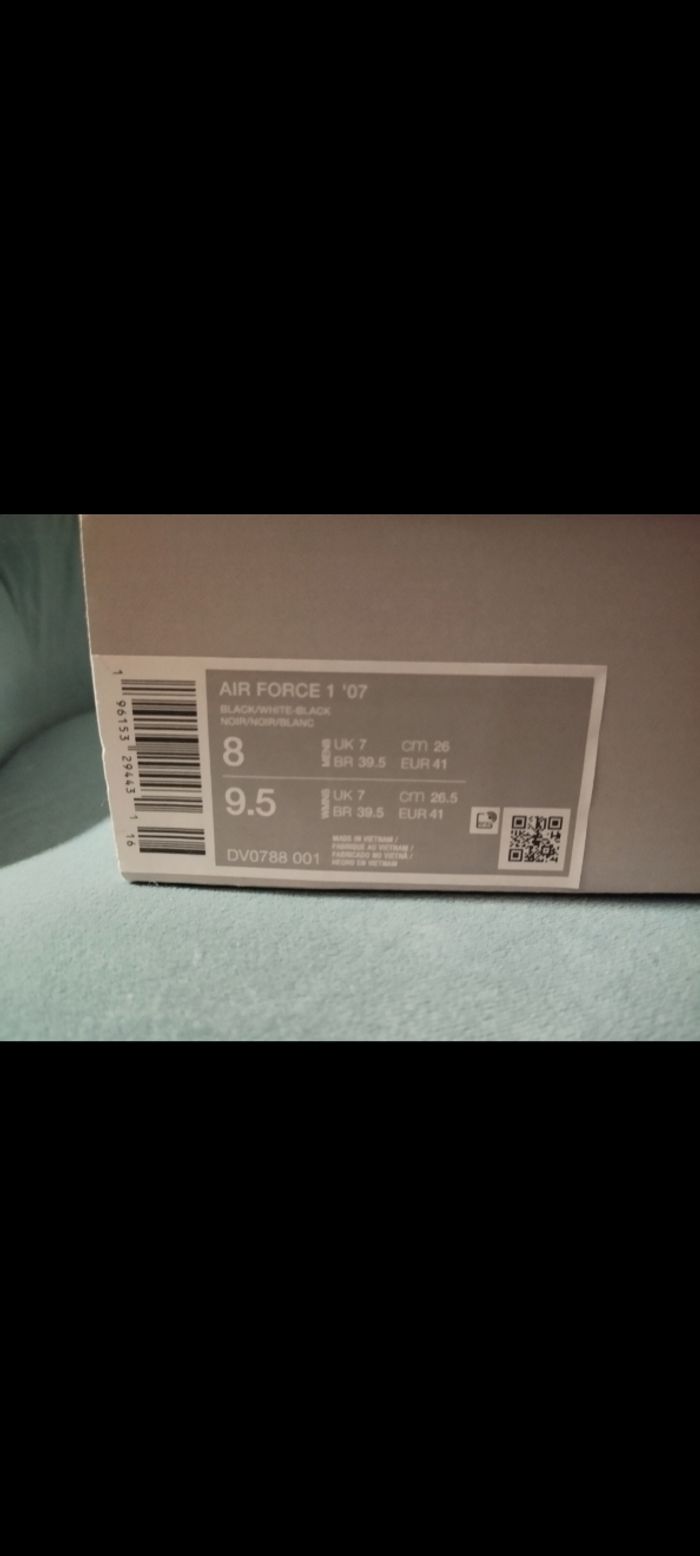 AIR FORCE 1 '07
BLACK/WHITE-BLACK
NOIR/NOIR/BLANC
8 MENS UK 7 cm 26
BR 39.5 EUR 41
9.5 WMNS UK 7 cm 26.5
BR 39.5 EUR 41
DV0788 001
MADE IN VIETNAM /
FABRIQUE AU VIETNAM /
FABRICADO NO VIETNÃ /
HECHO EN VIETNAM
1 96153 29443 1 16